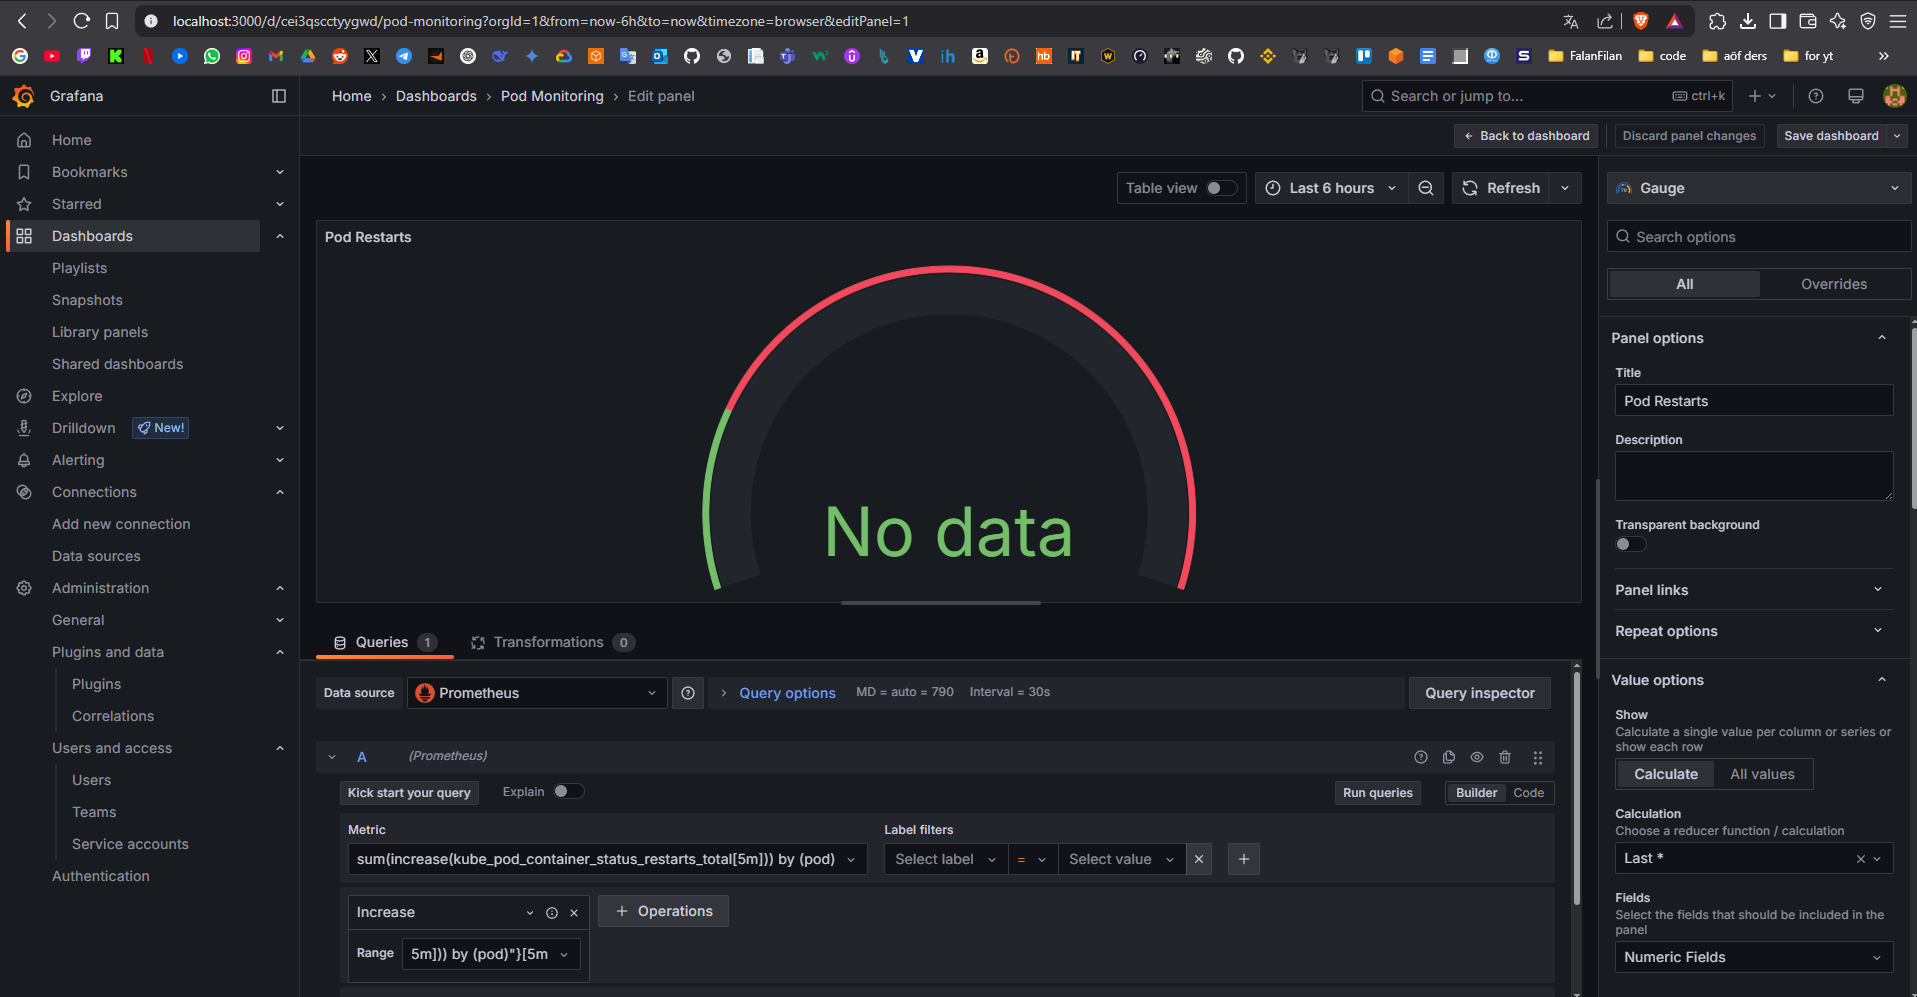 localhost:3000/d/cei3qscctyygwd/pod-monitoring?orgId=1&from=now-6h&to=now&timezone=browser&editPanel=1
FalanFilan
code
aöf ders
for yt
Grafana
Home › Dashboards › Pod Monitoring › Edit panel
Search or jump to...
ctrl+k
Back to dashboard
Discard panel changes
Save dashboard
Home
Bookmarks
Starred
Dashboards
Playlists
Snapshots
Library panels
Shared dashboards
Explore
Drilldown
New!
Alerting
Connections
Add new connection
Data sources
Administration
General
Plugins and data
Plugins
Correlations
Users and access
Users
Teams
Service accounts
Authentication
Table view
Last 6 hours
Refresh
Pod Restarts
No data
Queries 1
Transformations 0
Data source
Prometheus
Query options
MD = auto = 790
Interval = 30s
Query inspector
A
(Prometheus)
Kick start your query
Explain
Run queries
Builder
Code
Metric
sum(increase(kube_pod_container_status_restarts_total[5m])) by (pod)
Label filters
Select label
=
Select value
Increase
Range
5m])) by (pod)"}[5m
+ Operations
Gauge
Search options
All
Overrides
Panel options
Title
Pod Restarts
Description
Transparent background
Panel links
Repeat options
Value options
Show
Calculate a single value per column or series or
show each row
Calculate
All values
Calculation
Choose a reducer function / calculation
Last *
Fields
Select the fields that should be included in the
panel
Numeric Fields